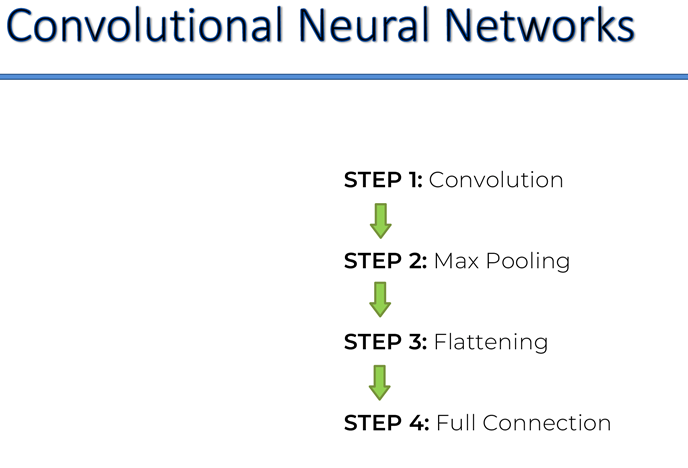 Convolutional Neural Networks
STEP 1: Convolution
STEP 2: Max Pooling
STEP 3: Flattening
STEP 4: Full Connection